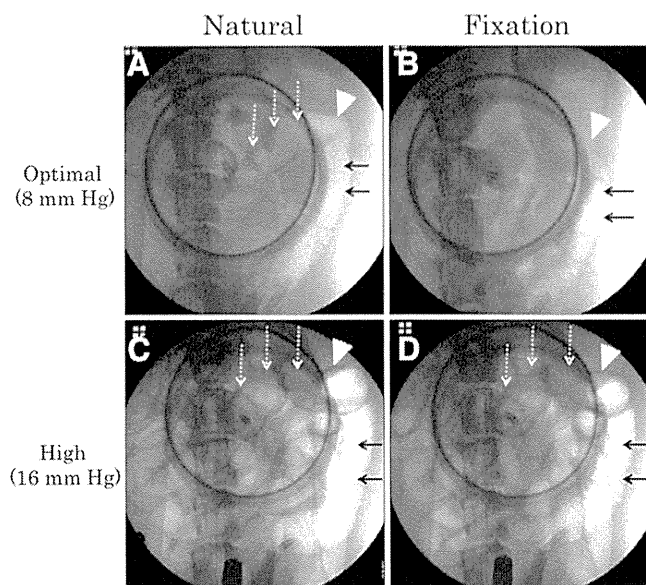 Natural
Fixation
A
B
Optimal
(8 mm Hg)
C
D
High
(16 mm Hg)